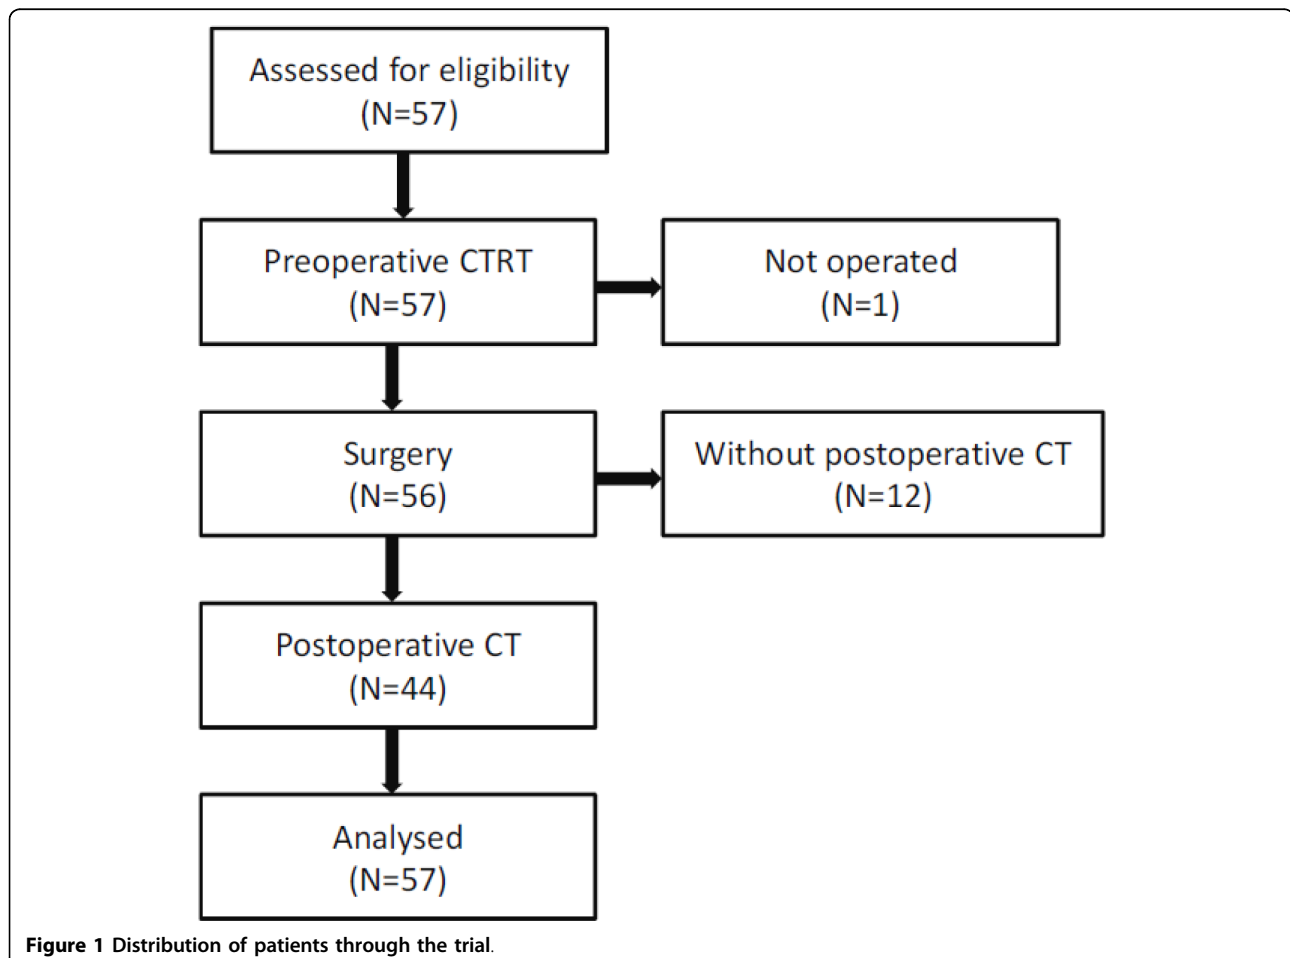 Assessed for eligibility
(N=57)
Preoperative CTRT
(N=57)
Not operated
(N=1)
Surgery
(N=56)
Without postoperative CT
(N=12)
Postoperative CT
(N=44)
Analysed
(N=57)
Figure 1 Distribution of patients through the trial.